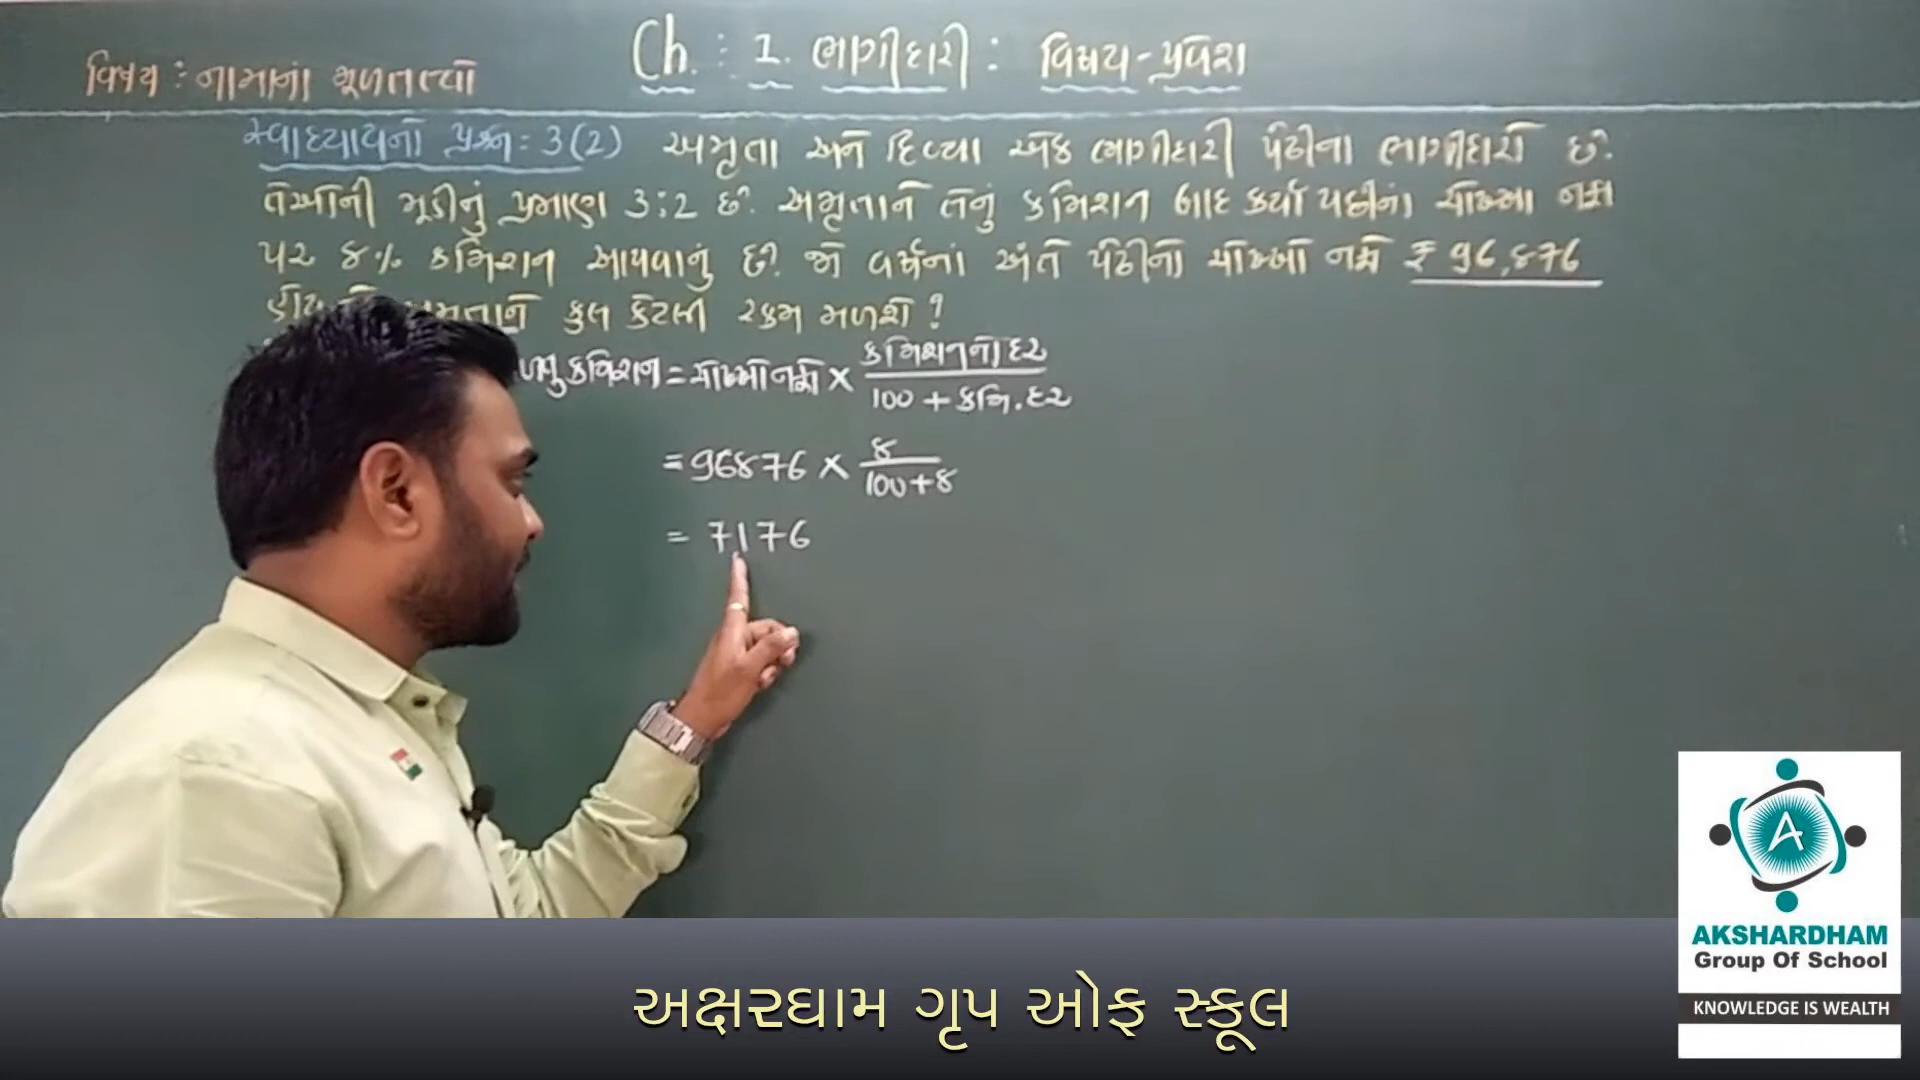 Ch. : 1. ભાગીદારી : વિષય-પ્રવેશ
વિષય : નામાનાં મૂળતત્વો
સ્વાધ્યાયનો પ્રશ્ન : 3(2) અમૃતા અને દિવ્યા એક ભાગીદારી પેઢીના ભાગીદારો છે.
તેઓની મૂડીનું પ્રમાણ 3:2 છે. અમૃતાને તેનું કમિશન બાદ કર્યા પછીનાં ચોખ્ખા નફા
પર 8% કમિશન આપવાનું છે. જો વર્ષનાં અંતે પેઢીનો ચોખ્ખો નફો ₹ 96,876
કુલ કેટલી રકમ મળશે ?
કમિશન = ચોખ્ખો નફો × કમિશનનો દર
100 + કમિ. દર
= 96876 × 8
100+8
= 7176
અક્ષરધામ ગૃપ ઓફ સ્કૂલ
A
AKSHARDHAM
Group Of School
KNOWLEDGE IS WEALTH